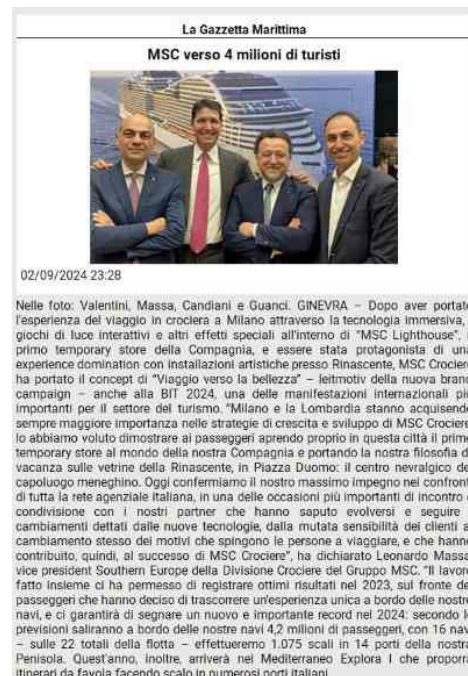 La Gazzetta Marittima
MSC verso 4 milioni di turisti
02/09/2024 23:28
Nelle foto: Valentini, Massa, Candiani e Guanci. GINEVRA – Dopo aver portato
l'esperienza del viaggio in crociera a Milano attraverso la tecnologia immersiva, i
giochi di luce interattivi e altri effetti speciali all'interno di "MSC Lighthouse",
primo temporary store della Compagnia, e essere stata protagonista di una
experience domination con installazioni artistiche presso Rinascente, MSC Crociere
ha portato il concept di "Viaggio verso la bellezza" – leitmotiv della nuova brand
campaign – anche alla BIT 2024, una delle manifestazioni internazionali più
importanti per il settore del turismo. "Milano e la Lombardia stanno acquisendo
sempre maggiore importanza nelle strategie di crescita e sviluppo di MSC Crociere
lo abbiamo voluto dimostrare ai passeggeri aprendo proprio in questa città il primo
temporary store al mondo della nostra Compagnia e portando la nostra filosofia di
vacanza sulle vetrine della Rinascente, in Piazza Duomo: il centro nevralgico del
capoluogo meneghino. Oggi confermiamo il nostro massimo impegno nei confronti
di tutta la rete agenziale italiana, in una delle occasioni più importanti di incontro e
condivisione con i nostri partner che hanno saputo evolversi e seguire i
cambiamenti dettati dalle nuove tecnologie, dalla mutata sensibilità dei clienti al
cambiamento stesso dei motivi che spingono le persone a viaggiare, e che hanno
contribuito, quindi, al successo di MSC Crociere", ha dichiarato Leonardo Massa
vice president Southern Europe della Divisione Crociere del Gruppo MSC. "Il lavoro
fatto insieme ci ha permesso di registrare ottimi risultati nel 2023, sul fronte dei
passeggeri che hanno deciso di trascorrere un'esperienza unica a bordo delle nostre
navi, e ci garantirà di segnare un nuovo e importante record nel 2024: secondo le
previsioni saliranno a bordo delle nostre navi 4,2 milioni di passeggeri, con 16 navi
– sulle 22 totali della flotta – effettueremo 1.075 scali in 14 porti della nostra
Penisola. Quest'anno, inoltre, arriverà nel Mediterraneo Explora I che proporrà
itinerari da favola facendo scalo in numerosi porti italiani